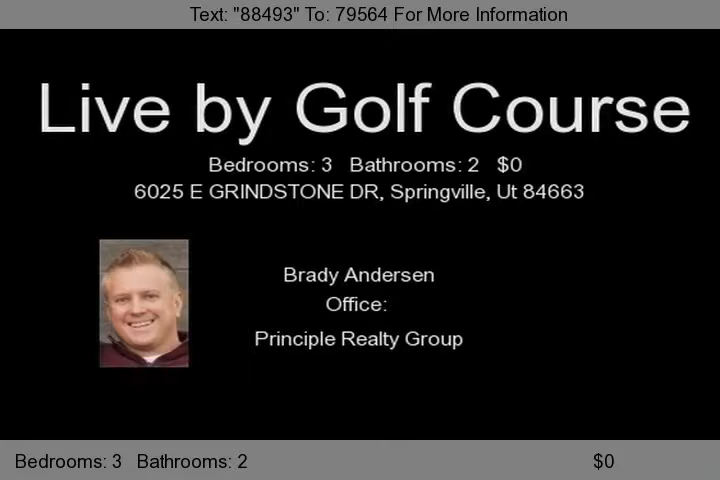 Text: "88493" To: 79564 For More Information
Live by Golf Course
Bedrooms: 3 Bathrooms: 2 $0
6025 E GRINDSTONE DR, Springville, Ut 84663
Brady Andersen
Office:
Principle Realty Group
Bedrooms: 3 Bathrooms: 2 $0